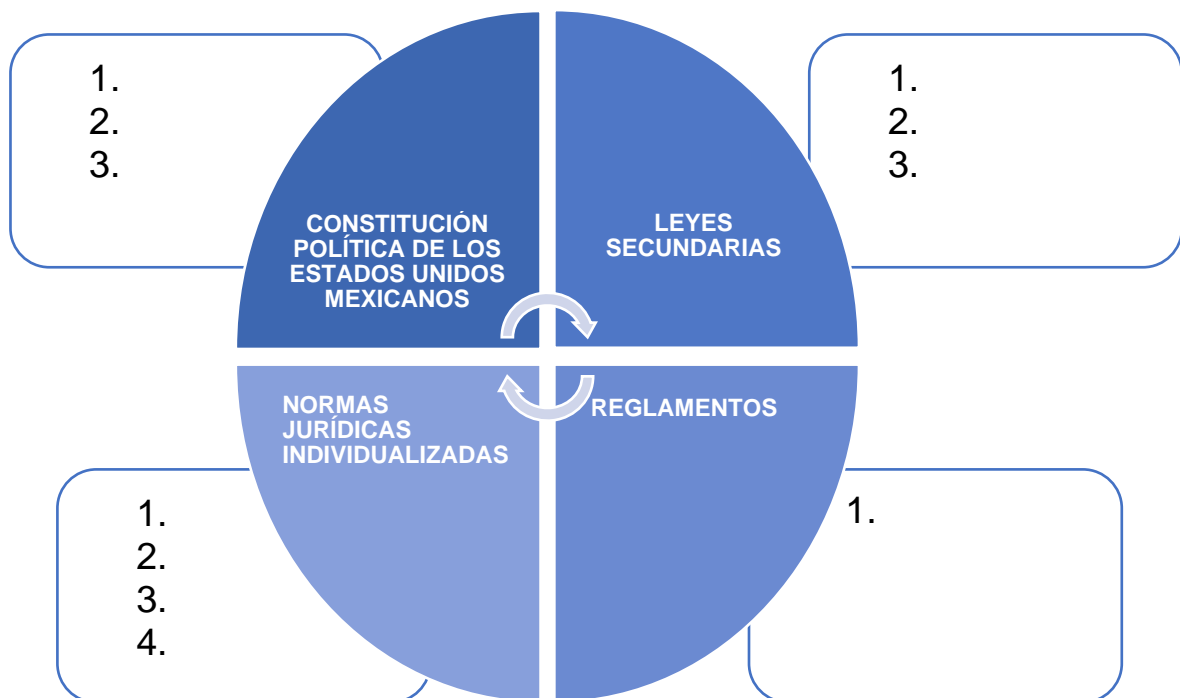 1.
2.
3.
CONSTITUCIÓN
POLÍTICA DE LOS
ESTADOS UNIDOS
MEXICANOS
1.
2.
3.
LEYES
SECUNDARIAS
NORMAS
JURÍDICAS
INDIVIDUALIZADAS
1.
2.
3.
4.
REGLAMENTOS
1.